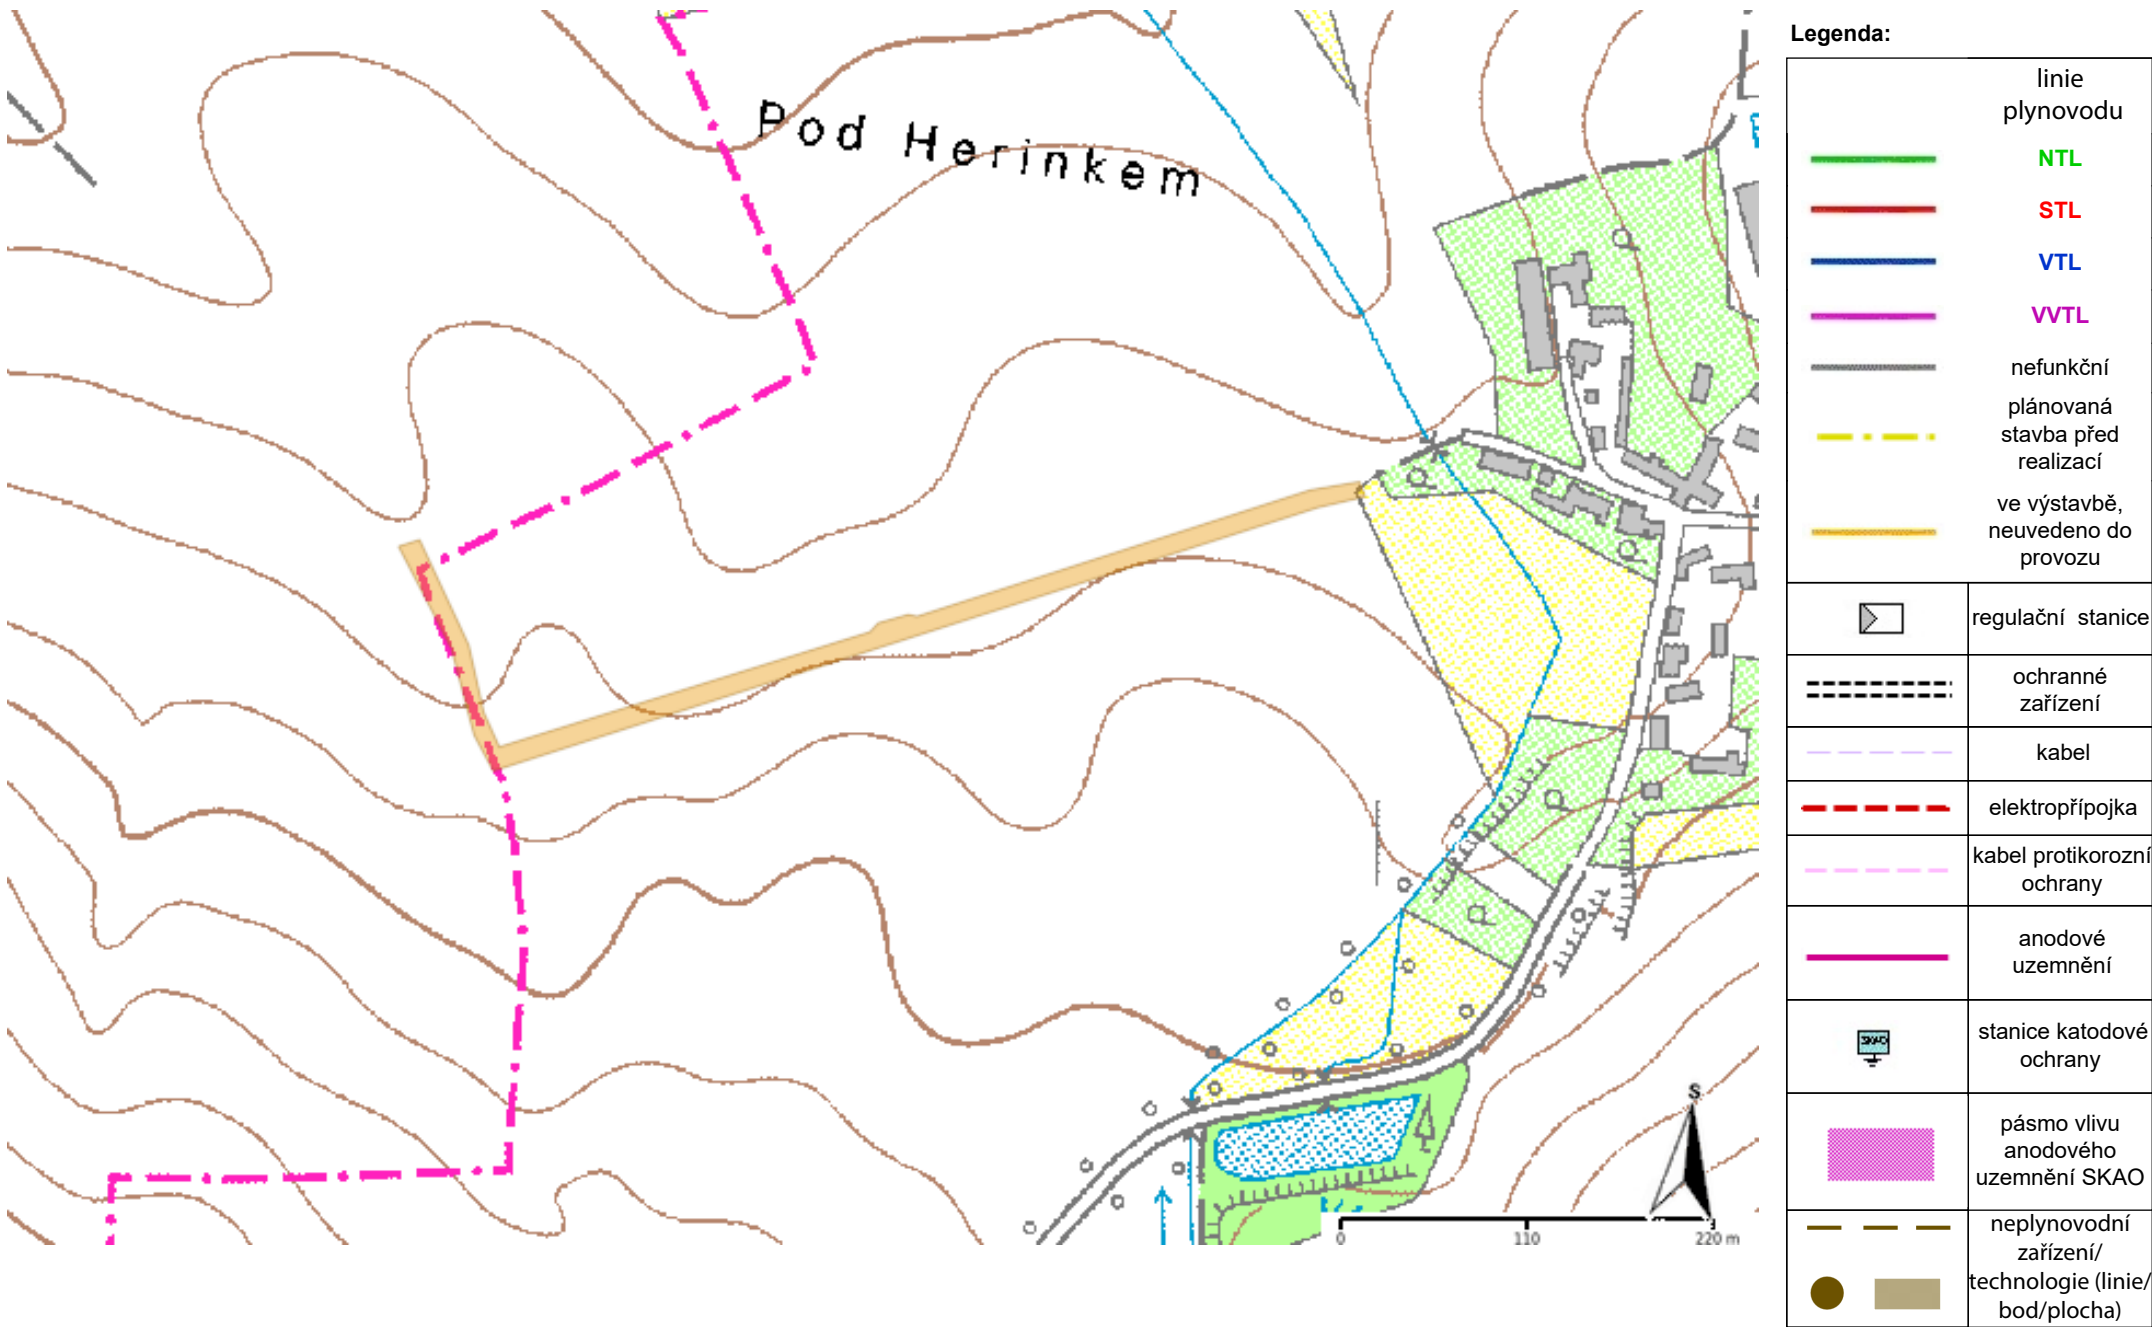 Pod Herinkem
S
0 110 220 m
Legenda:
linie
plynovodu
NTL
STL
VTL
VVTL
nefunkční
plánovaná
stavba před
realizací
ve výstavbě,
neuvedeno do
provozu
regulační stanice
ochranné
zařízení
kabel
elektropřípojka
kabel protikorozní
ochrany
anodové
uzemnění
SKAO
stanice katodové
ochrany
pásmo vlivu
anodového
uzemnění SKAO
neplynovodní
zařízení/
technologie (linie/
bod/plocha)